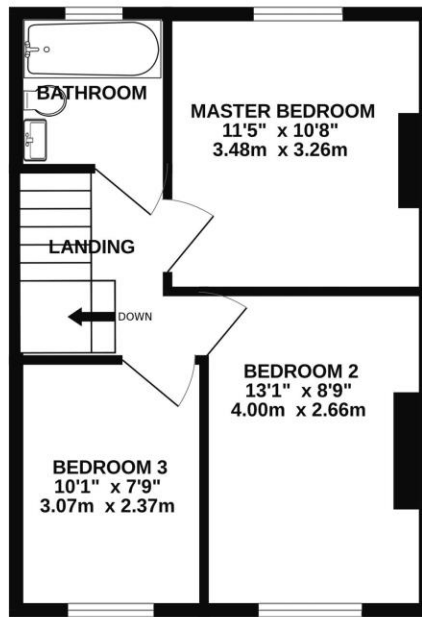 BATHROOM
MASTER BEDROOM
11'5" x 10'8"
3.48m x 3.26m
LANDING
DOWN
BEDROOM 2
13'1" x 8'9"
4.00m x 2.66m
BEDROOM 3
10'1" x 7'9"
3.07m x 2.37m